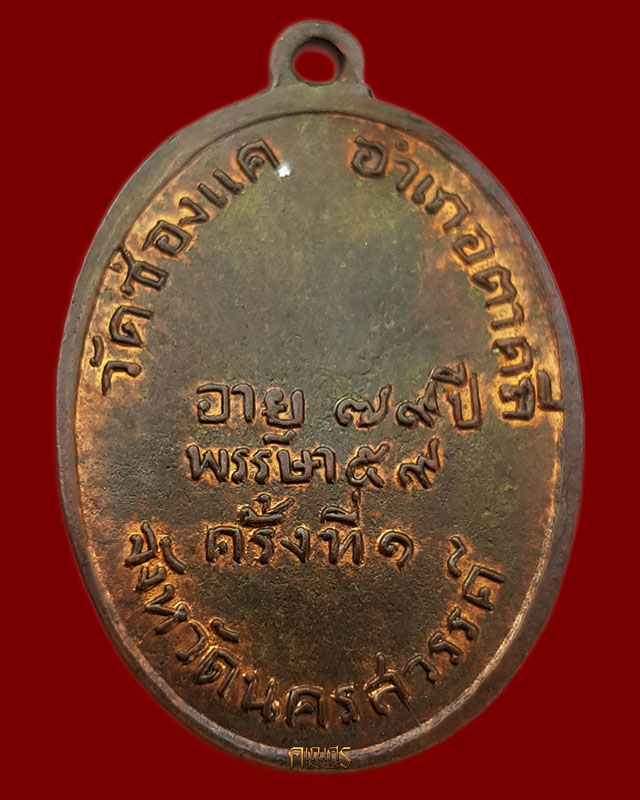 วัดช่องแค
อำเภอตาคลี
อายุ ๗๙ ปี
พรรษา ๕๙
ครั้งที่ ๑
จังหวัดนครสวรรค์